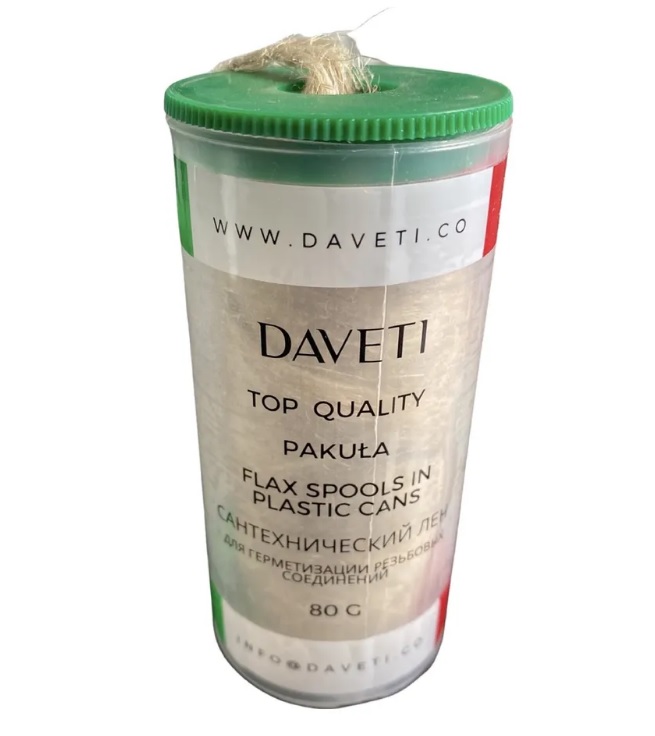 WWW.DAVETI.CO
DAVETI
TOP QUALITY
PAKUŁA
FLAX SPOOLS IN
PLASTIC CANS
САНТЕХНИЧЕСКИЙ ЛЕН
ДЛЯ ГЕРМЕТИЗАЦИИ РЕЗЬБОВЫХ
СОЕДИНЕНИЙ
80 G
INFO@DAVETI.CO